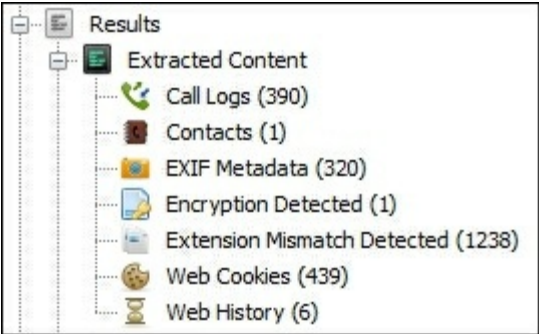 Results
Extracted Content
Call Logs (390)
Contacts (1)
EXIF Metadata (320)
Encryption Detected (1)
Extension Mismatch Detected (1238)
Web Cookies (439)
Web History (6)